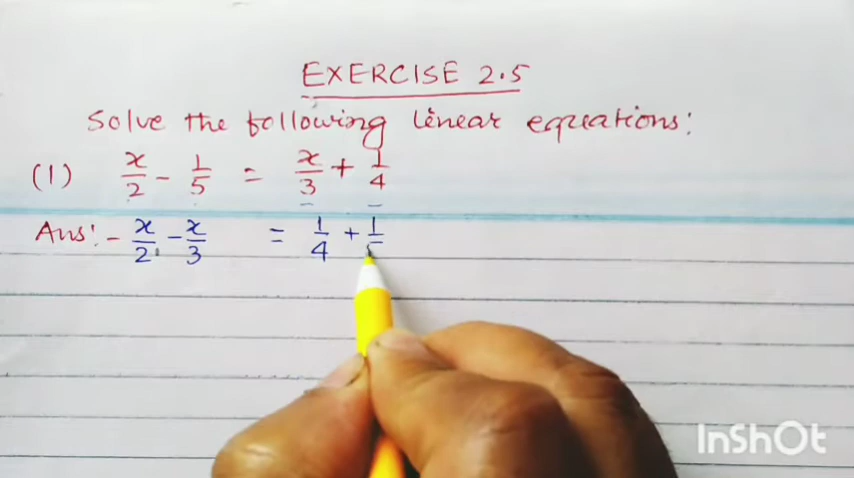 EXERCISE 2.5
Solve the following linear equations:
(1) x/2 - 1/5 = x/3 + 1/4
Ans:- x/2 - x/3 = 1/4 + 1/
InShOt